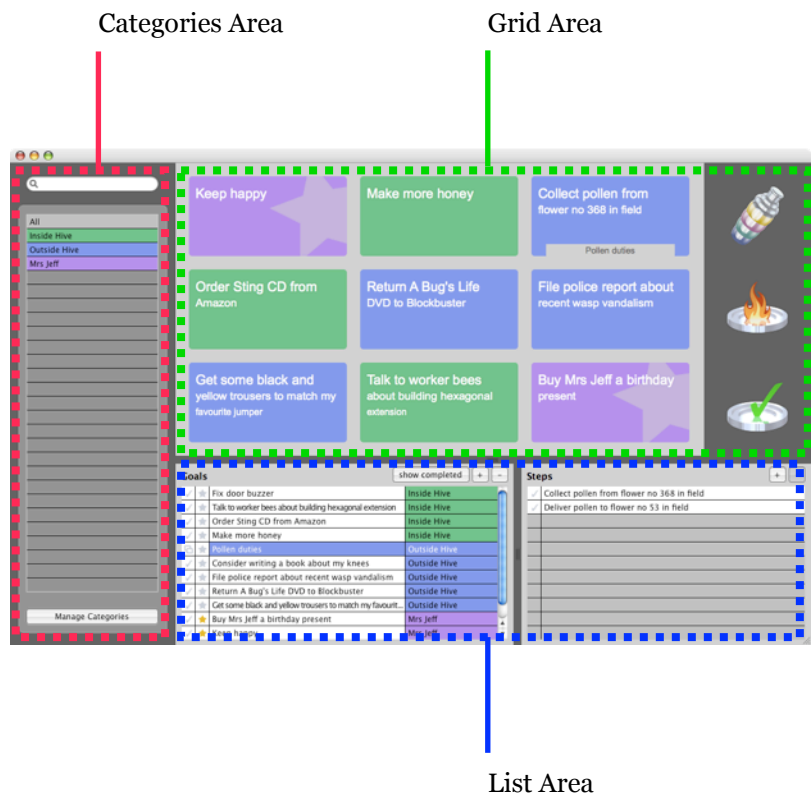 Categories Area
Grid Area
All
Inside Hive
Outside Hive
Mrs Jeff
Manage Categories
Keep happy
Make more honey
Collect pollen from
flower no 368 in field
Pollen duties
Order Sting CD from
Amazon
Return A Bug's Life
DVD to Blockbuster
File police report about
recent wasp vandalism
Get some black and
yellow trousers to match my
favourite jumper
Talk to worker bees
about building hexagonal
extension
Buy Mrs Jeff a birthday
present
Goals
show completed
+
-
Fix door buzzer
Inside Hive
Talk to worker bees about building hexagonal extension
Inside Hive
Order Sting CD from Amazon
Inside Hive
Make more honey
Inside Hive
Pollen duties
Outside Hive
Consider writing a book about my knees
Outside Hive
File police report about recent wasp vandalism
Outside Hive
Return A Bug's Life DVD to Blockbuster
Outside Hive
Get some black and yellow trousers to match my favourit...
Outside Hive
Buy Mrs Jeff a birthday present
Mrs Jeff
Keep happy
Mrs Jeff
Steps
+
Collect pollen from flower no 368 in field
Deliver pollen to flower no 53 in field
List Area